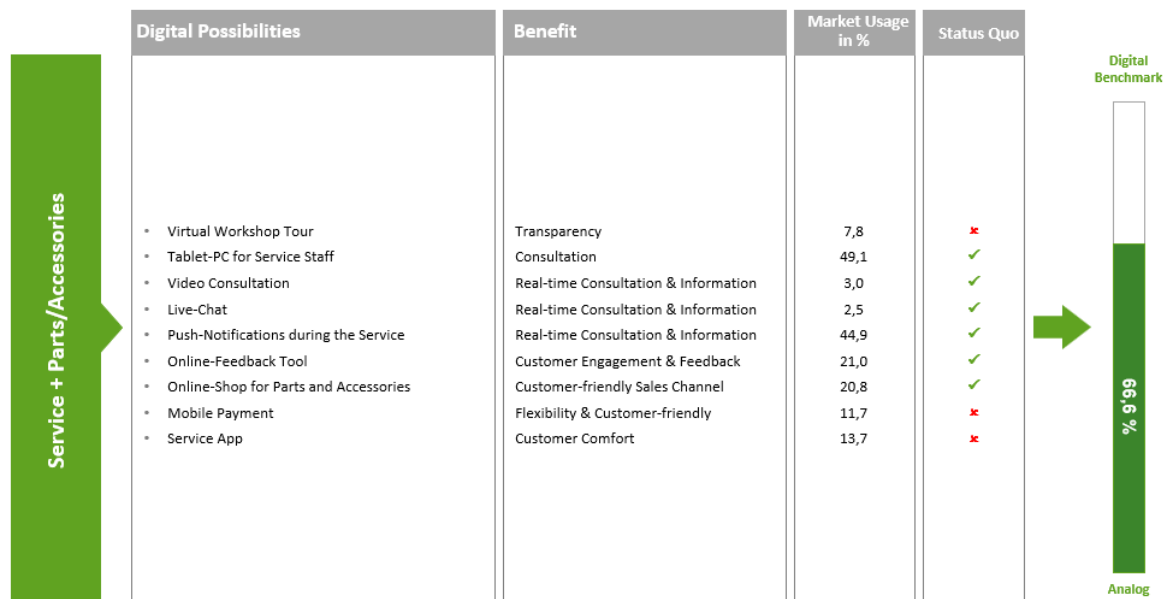 Digital Possibilities
Benefit
Market Usage
in %
Status Quo
Digital
Benchmark
Service + Parts/Accessories
• Virtual Workshop Tour Transparency 7,8 ✘
• Tablet-PC for Service Staff Consultation 49,1 ✓
• Video Consultation Real-time Consultation & Information 3,0 ✓
• Live-Chat Real-time Consultation & Information 2,5 ✓
• Push-Notifications during the Service Real-time Consultation & Information 44,9 ✓
• Online-Feedback Tool Customer Engagement & Feedback 21,0 ✓
• Online-Shop for Parts and Accessories Customer-friendly Sales Channel 20,8 ✓
• Mobile Payment Flexibility & Customer-friendly 11,7 ✘
• Service App Customer Comfort 13,7 ✘
66,6 %
Analog